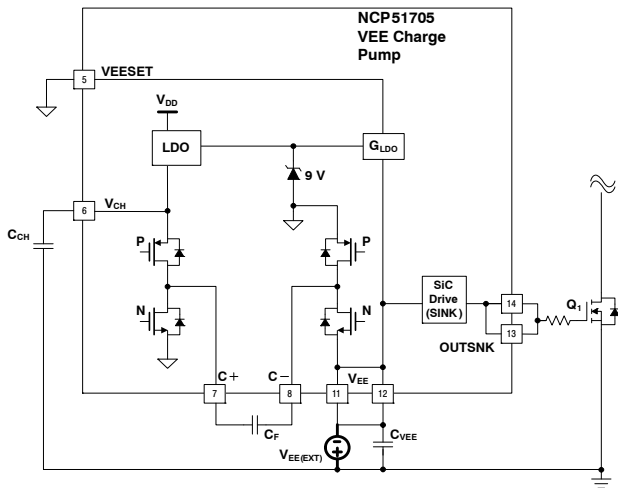 NCP51705
VEE Charge
Pump
5
VEESET
VDD
LDO
GLDO
9 V
6
VCH
CCH
P
P
N
N
SiC
Drive
(SINK)
14
13
Q1
OUTSNK
C+
C−
VEE
7
8
11
12
CF
CVEE
VEE(EXT)